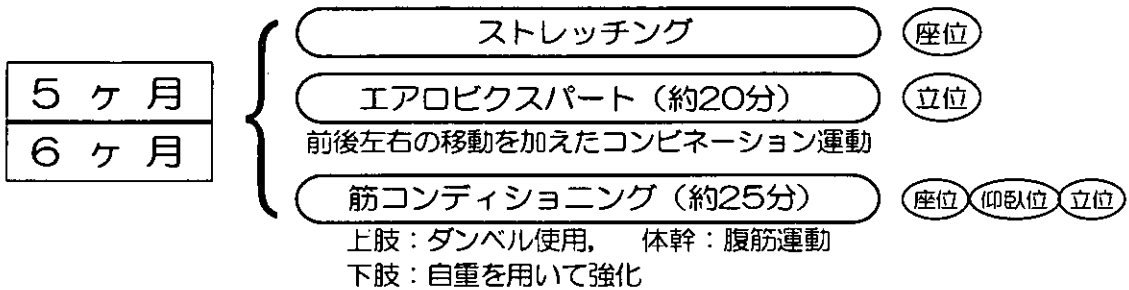 ストレッチング 座位
5ヶ月
エアロビクスパート（約20分） 立位
6ヶ月
前後左右の移動を加えたコンビネーション運動
筋コンディショニング（約25分） 座位 仰臥位 立位
上肢：ダンベル使用， 体幹：腹筋運動
下肢：自重を用いて強化